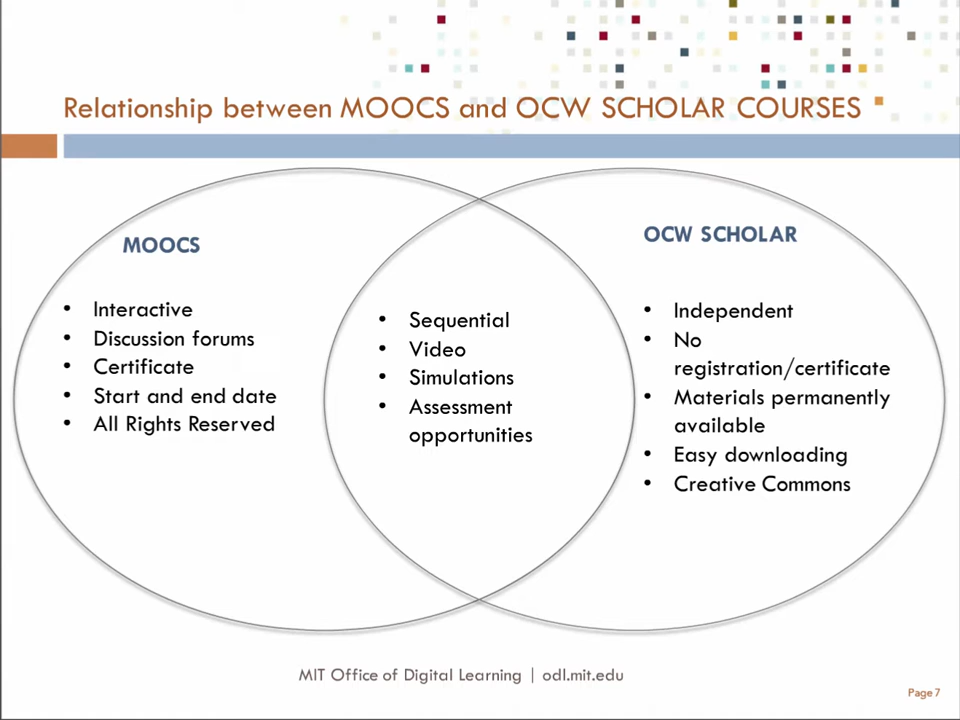 Relationship between MOOCS and OCW SCHOLAR COURSES
MOOCS
• Interactive
• Discussion forums
• Certificate
• Start and end date
• All Rights Reserved
• Sequential
• Video
• Simulations
• Assessment
opportunities
OCW SCHOLAR
• Independent
• No
registration/certificate
• Materials permanently
available
• Easy downloading
• Creative Commons
MIT Office of Digital Learning | odl.mit.edu
Page 7